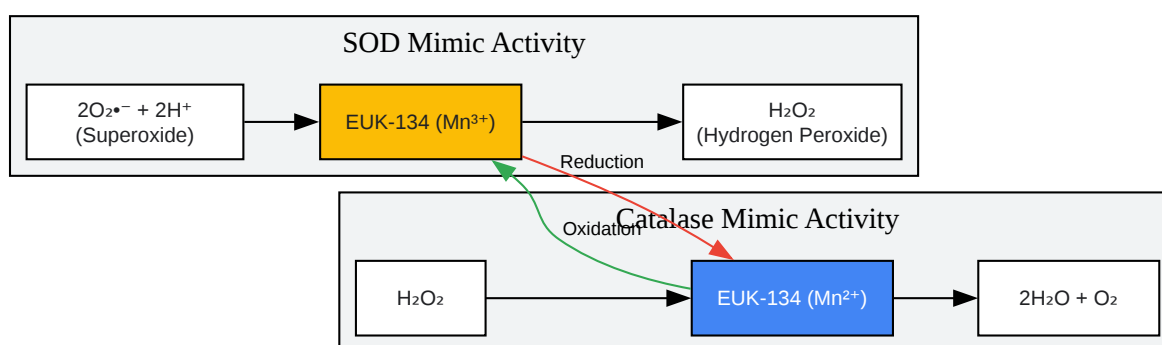 SOD Mimic Activity
2O₂•⁻ + 2H⁺
(Superoxide)
EUK-134 (Mn³⁺)
H₂O₂
(Hydrogen Peroxide)
Reduction
Oxidation
Catalase Mimic Activity
H₂O₂
EUK-134 (Mn²⁺)
2H₂O + O₂